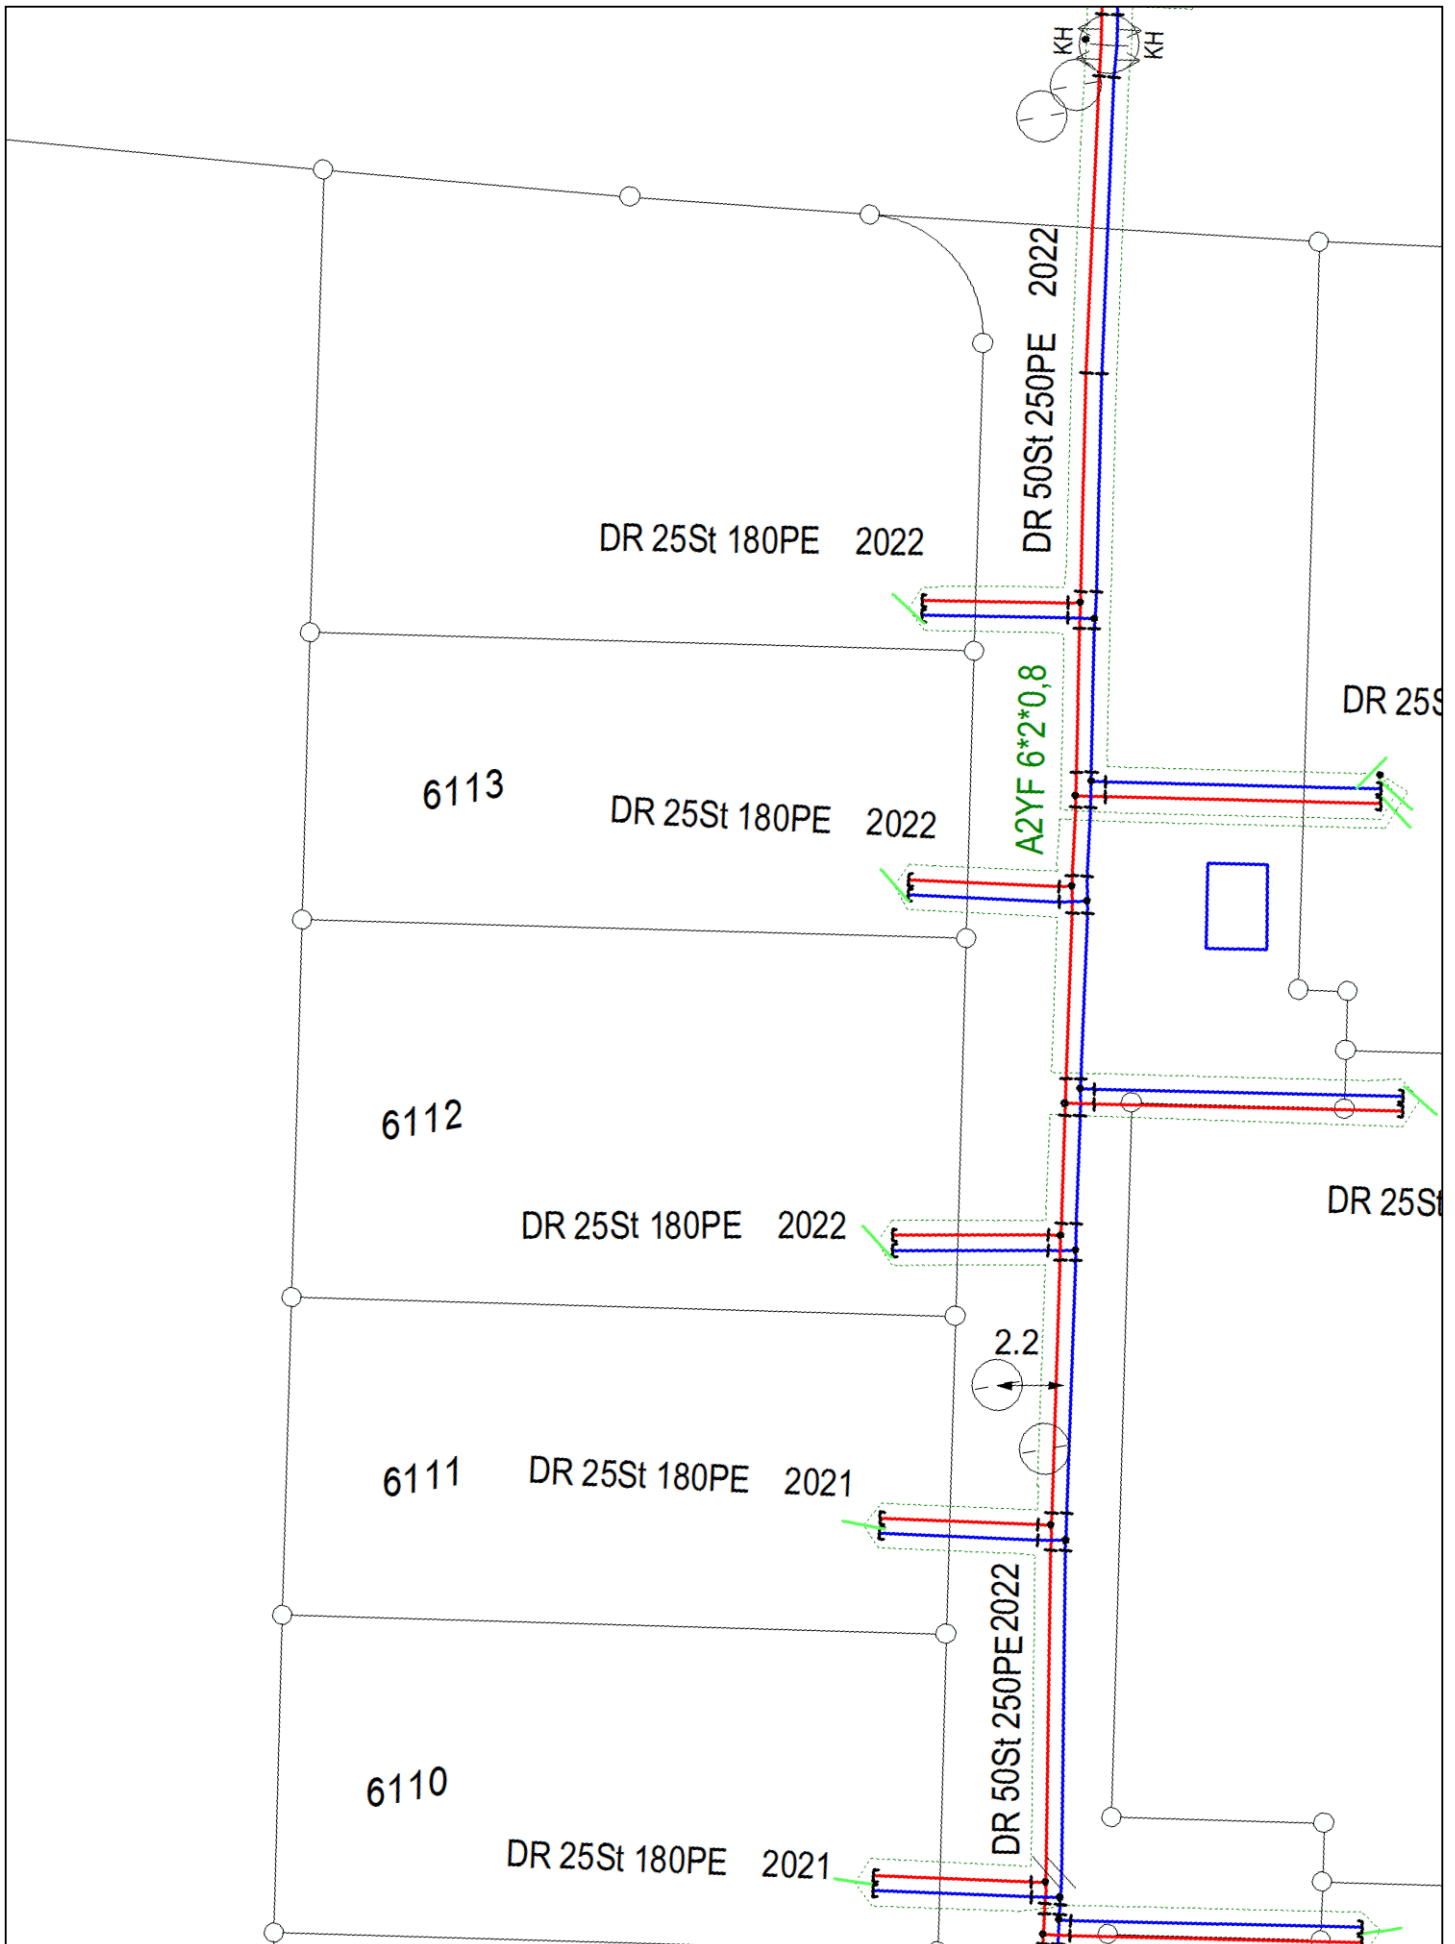 KH
KH
DR 50St 250PE 2022
DR 25St 180PE 2022
A2YF 6*2*0,8
DR 25S
6113
DR 25St 180PE 2022
6112
DR 25St
DR 25St 180PE 2022
2.2
6111
DR 25St 180PE 2021
DR 50St 250PE2022
6110
DR 25St 180PE 2021